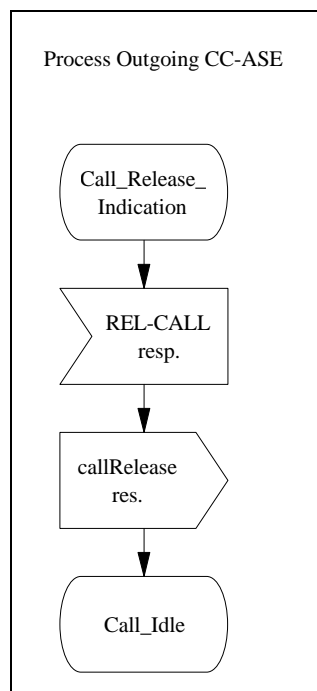 Process Outgoing CC-ASE
Call_Release_
Indication
REL-CALL
resp.
callRelease
res.
Call_Idle